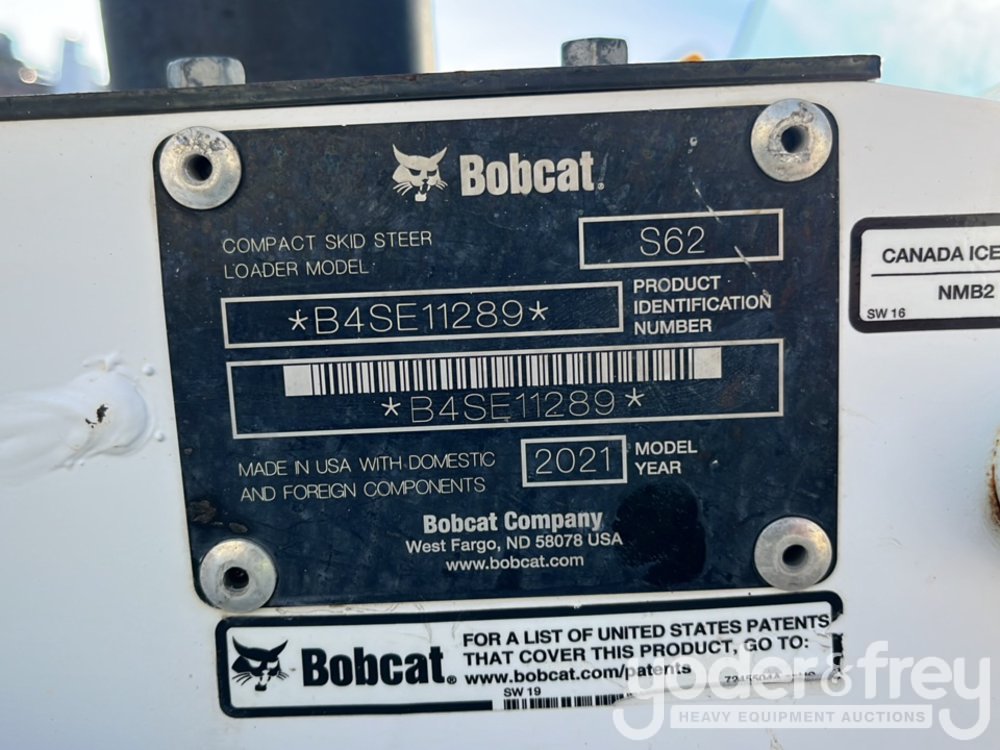 Bobcat.
COMPACT SKID STEER
LOADER MODEL
S62
*B4SE11289*
PRODUCT
IDENTIFICATION
NUMBER
*B4SE11289*
MADE IN USA WITH DOMESTIC
AND FOREIGN COMPONENTS
2021
MODEL
YEAR
Bobcat Company
West Fargo, ND 58078 USA
www.bobcat.com
CANADA ICE
NMB2
SW 16
Bobcat.
FOR A LIST OF UNITED STATES PATENTS
THAT COVER THIS PRODUCT, GO TO:
www.bobcat.com/patents
SW 19
yoder&frey
HEAVY EQUIPMENT AUCTIONS